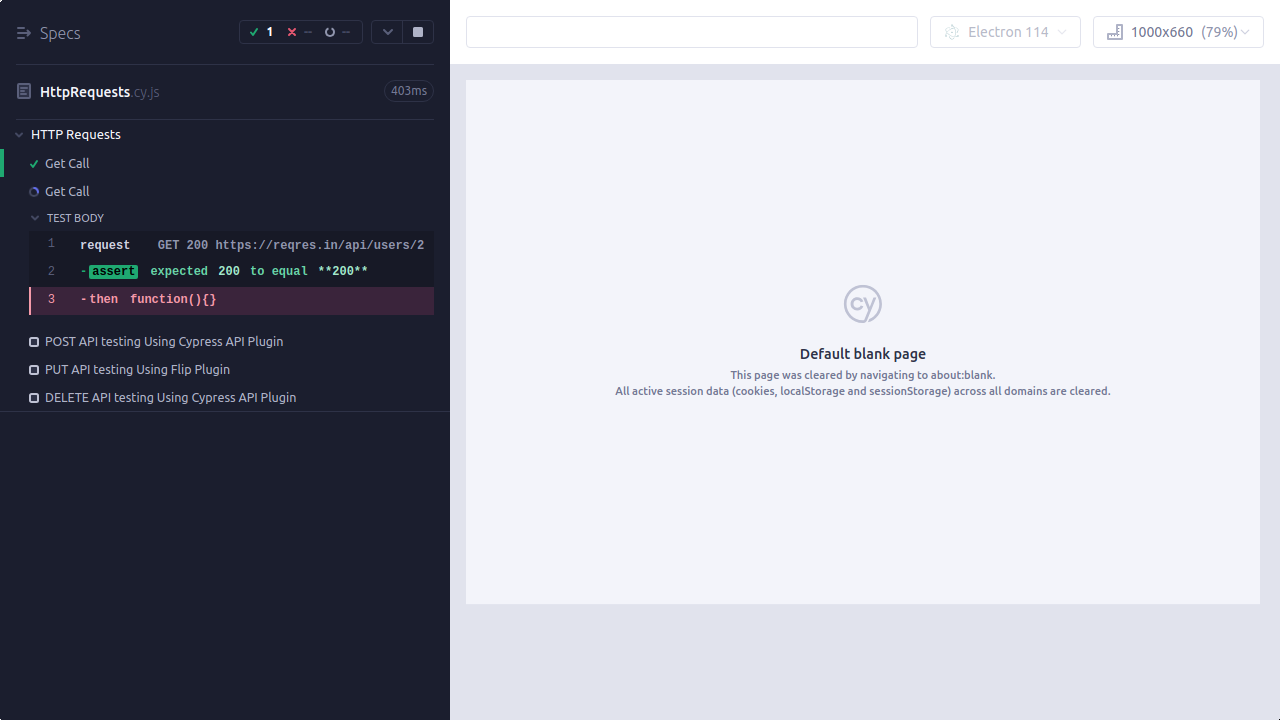 Specs
1
--
--
Electron 114
1000x660 (79%)
HttpRequests.cy.js
403ms
HTTP Requests
Get Call
Get Call
TEST BODY
1 request GET 200 https://reqres.in/api/users/2
2 -assert expected 200 to equal **200**
3 -then function(){}
POST API testing Using Cypress API Plugin
PUT API testing Using Flip Plugin
DELETE API testing Using Cypress API Plugin
cy
Default blank page
This page was cleared by navigating to about:blank.
All active session data (cookies, localStorage and sessionStorage) across all domains are cleared.